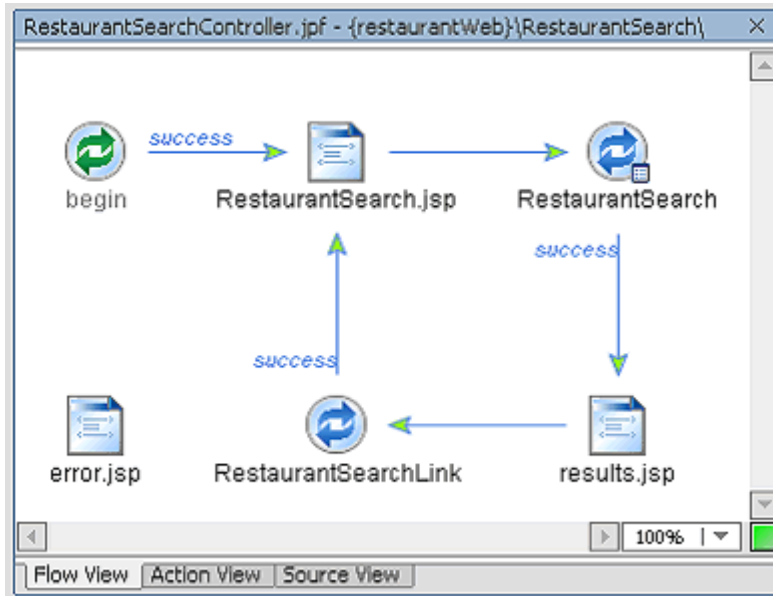 RestaurantSearchController.jpf - {restaurantWeb}\RestaurantSearch\
success
begin
RestaurantSearch.jsp
RestaurantSearch
success
success
error.jsp
RestaurantSearchLink
results.jsp
100%
Flow View
Action View
Source View